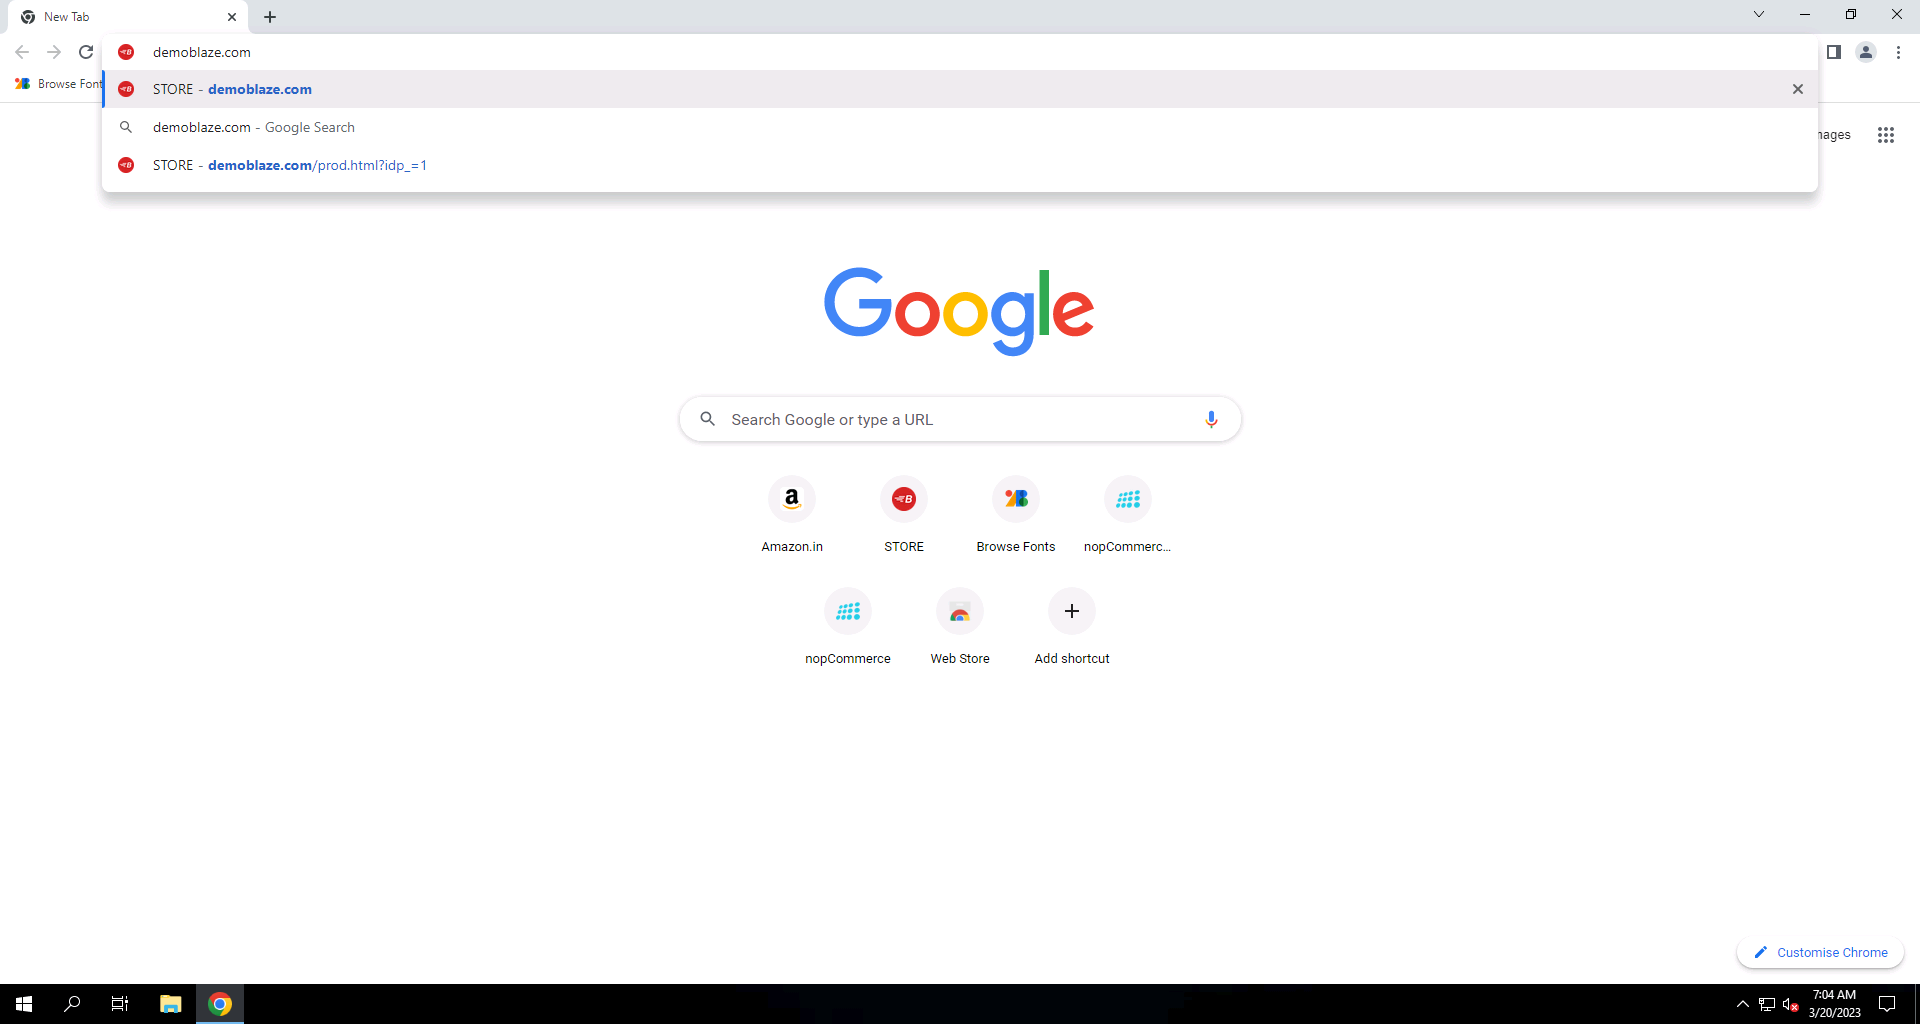 New Tab
demoblaze.com
Browse Font
STORE - demoblaze.com
demoblaze.com - Google Search
mages
STORE - demoblaze.com/prod.html?idp_=1
Google
Search Google or type a URL
Amazon.in
STORE
Browse Fonts
nopCommerc...
nopCommerce
Web Store
Add shortcut
Customise Chrome
7:04 AM
3/20/2023